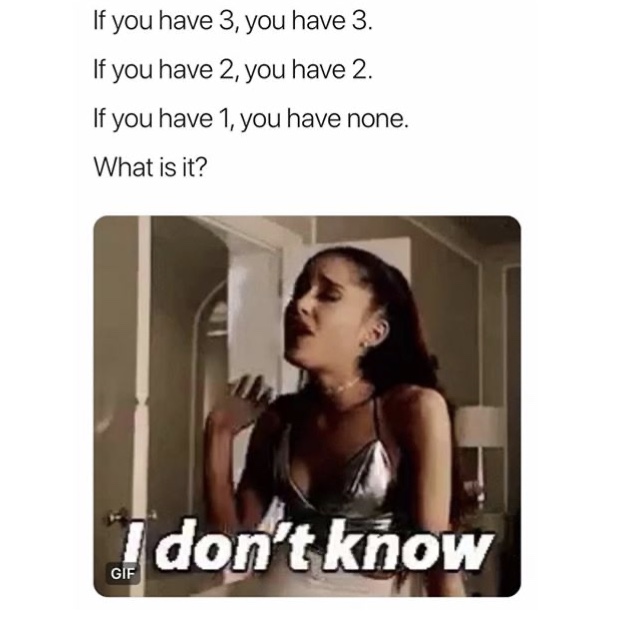 If you have 3, you have 3.
If you have 2, you have 2.
If you have 1, you have none.
What is it?
I don't know
GIF